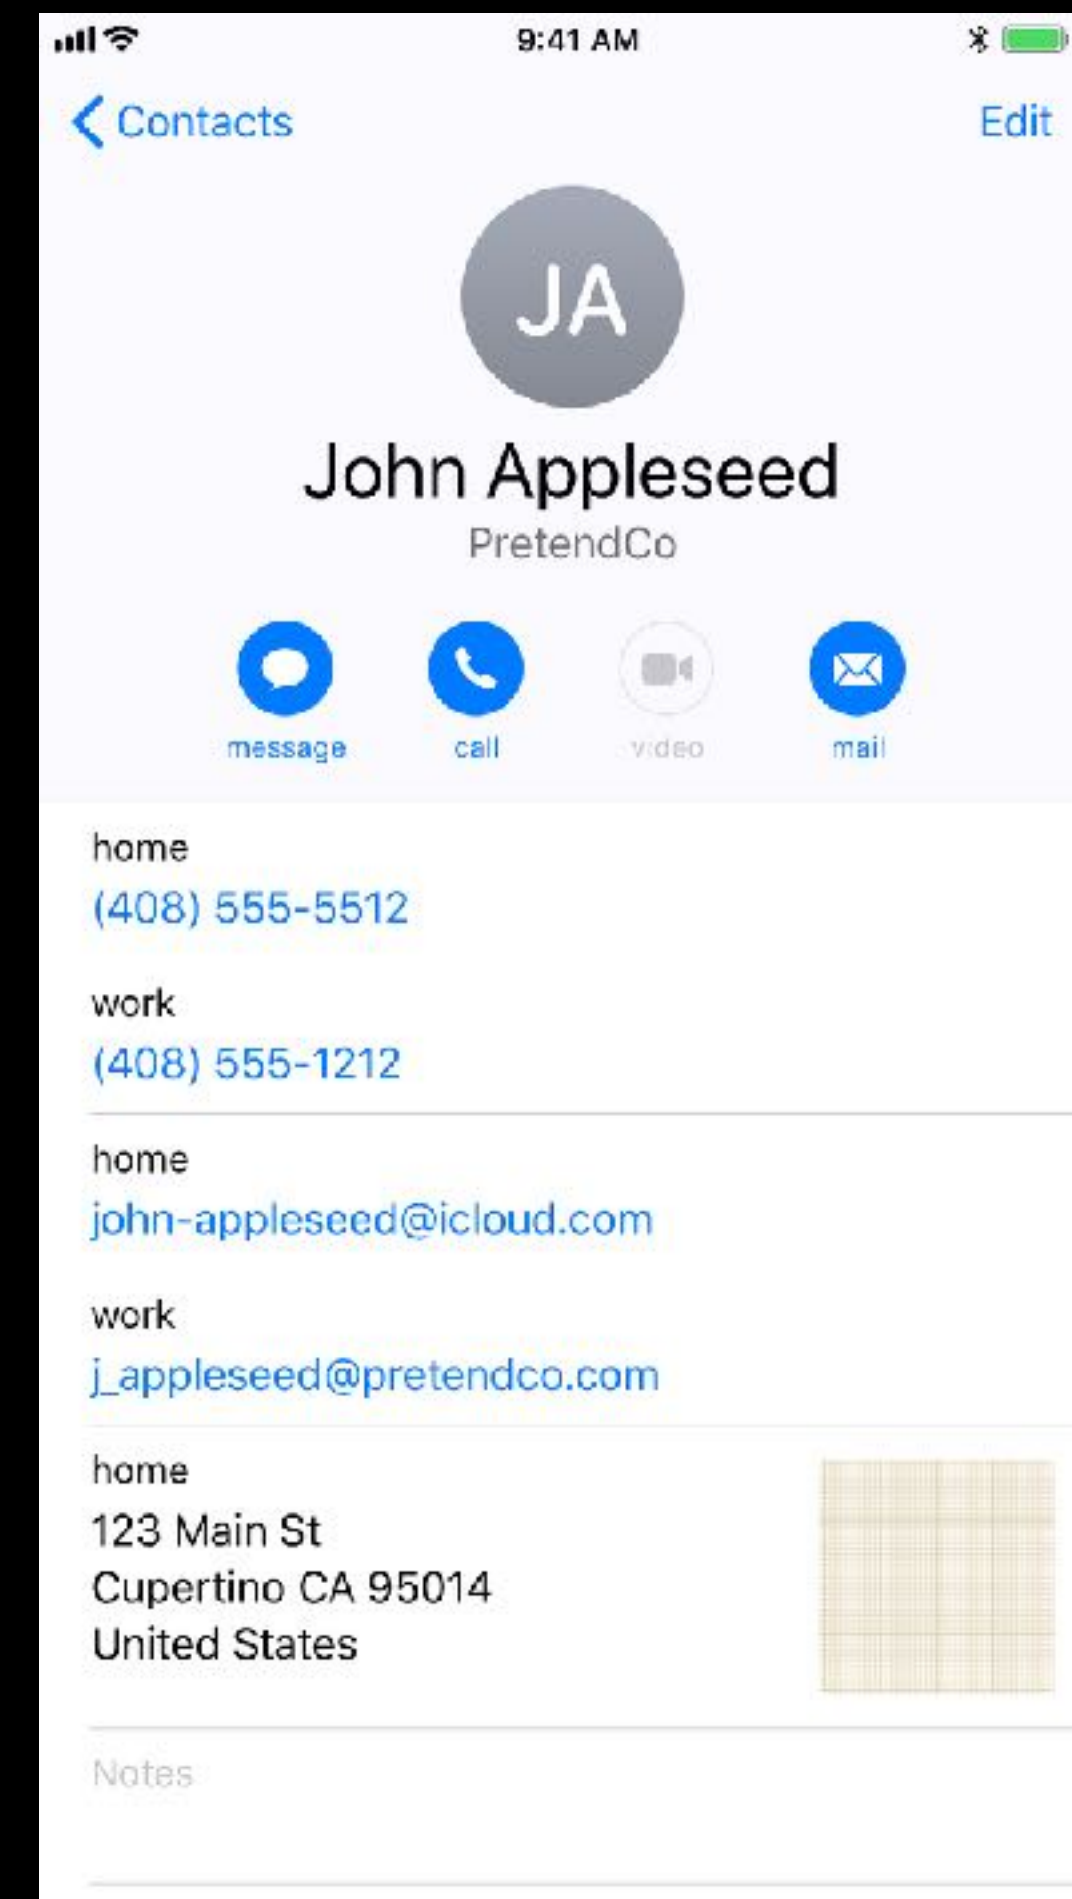 9:41 AM
Contacts
Edit
JA
John Appleseed
PretendCo
message
call
video
mail
home
(408) 555-5512
work
(408) 555-1212
home
john-appleseed@icloud.com
work
j_appleseed@pretendco.com
home
123 Main St
Cupertino CA 95014
United States
Notes